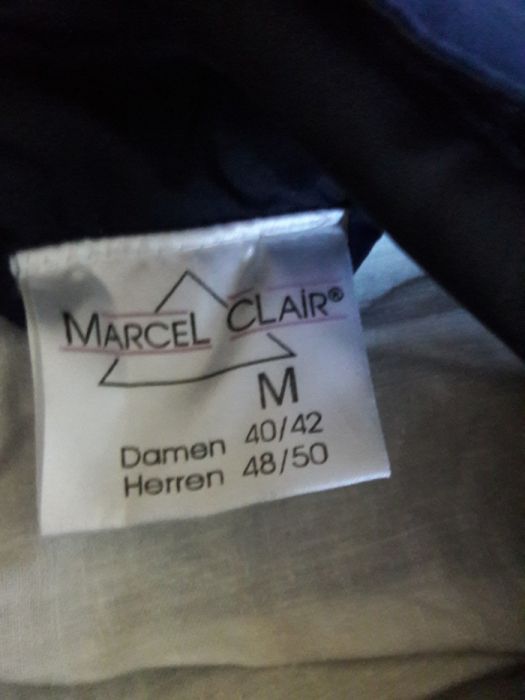 MARCEL CLAIR®
M
Damen 40/42
Herren 48/50